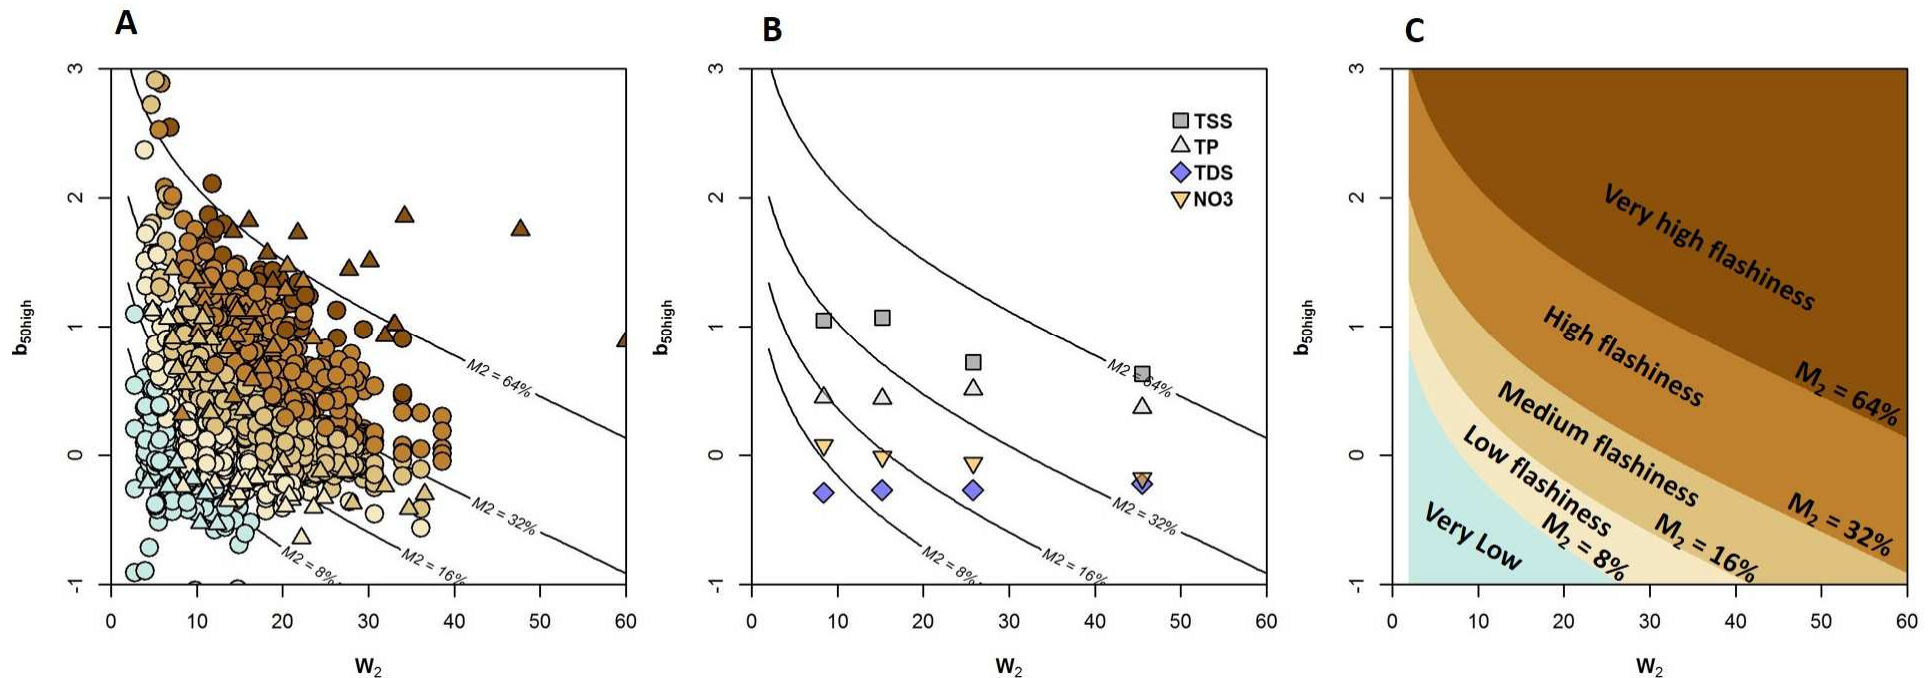 A
B
C
3
2
1
0
-1
b50high
M2 = 64%
M2 = 32%
M2 = 16%
M2 = 8%
0 10 20 30 40 50 60
W2
3
2
1
0
-1
b50high
TSS
TP
TDS
NO3
M2 = 64%
M2 = 32%
M2 = 16%
M2 = 8%
0 10 20 30 40 50 60
W2
3
2
1
0
-1
b50high
Very high flashiness
High flashiness
M2 = 64%
Medium flashiness
Low flashiness
M2 = 32%
Very Low
M2 = 8%
M2 = 16%
0 10 20 30 40 50 60
W2